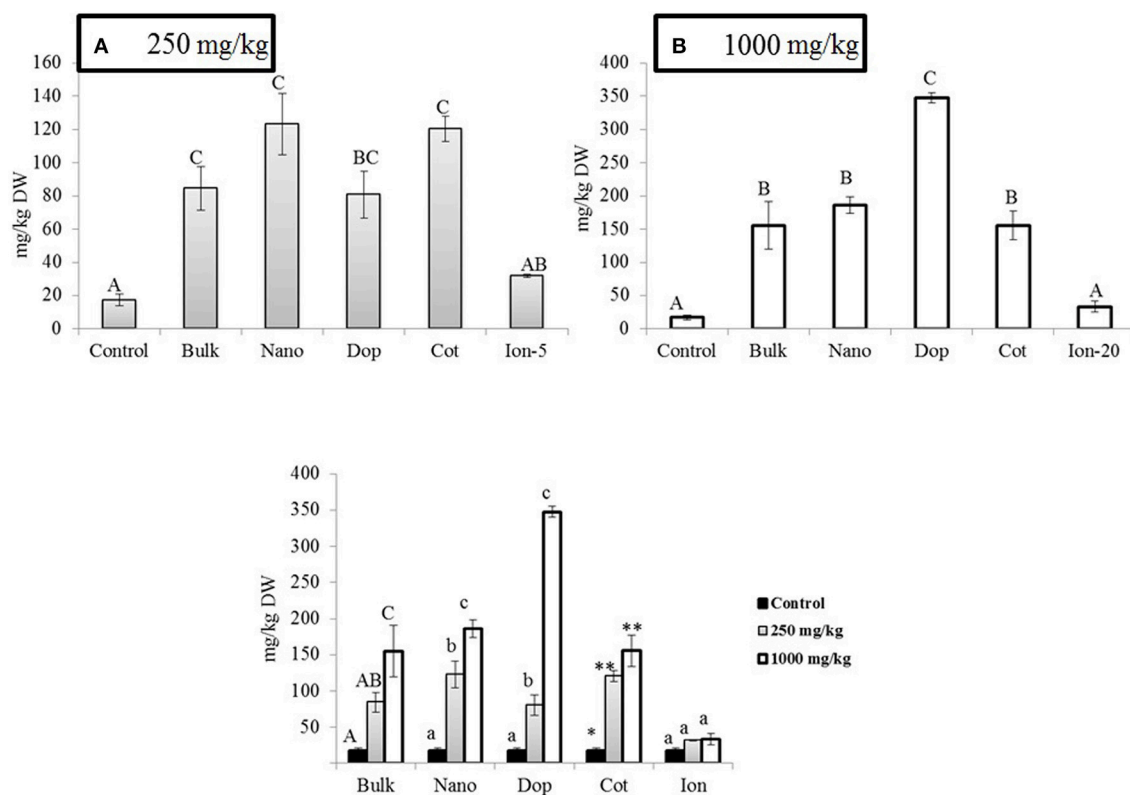 A 250 mg/kg
B 1000 mg/kg
mg/kg DW
160
140
120
100
80
60
40
20
0
A
C
C
BC
C
AB
Control Bulk Nano Dop Cot Ion-5
mg/kg DW
400
350
300
250
200
150
100
50
0
A
B
B
C
B
A
Control Bulk Nano Dop Cot Ion-20
mg/kg DW
400
350
300
250
200
150
100
50
A AB C
a b c
a b c
* ** **
a a a
Bulk Nano Dop Cot Ion
Control
250 mg/kg
1000 mg/kg